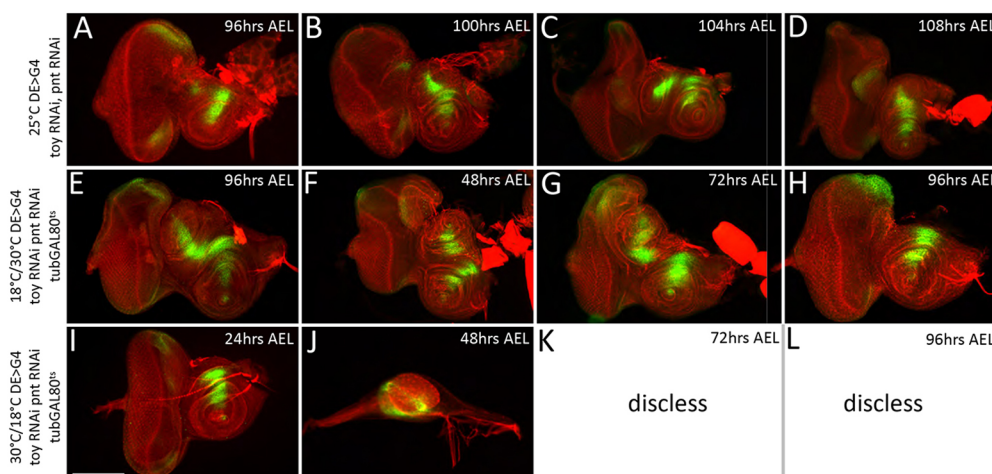 25°C DE>G4
toy RNAi, pnt RNAi
A 96hrs AEL
B 100hrs AEL
C 104hrs AEL
D 108hrs AEL
18°C/30°C DE>G4
toy RNAi pnt RNAi
tubGAL80ts
E 96hrs AEL
F 48hrs AEL
G 72hrs AEL
H 96hrs AEL
30°C/18°C DE>G4
toy RNAi pnt RNAi
tubGAL80ts
I 24hrs AEL
J 48hrs AEL
K 72hrs AEL
discless
L 96hrs AEL
discless